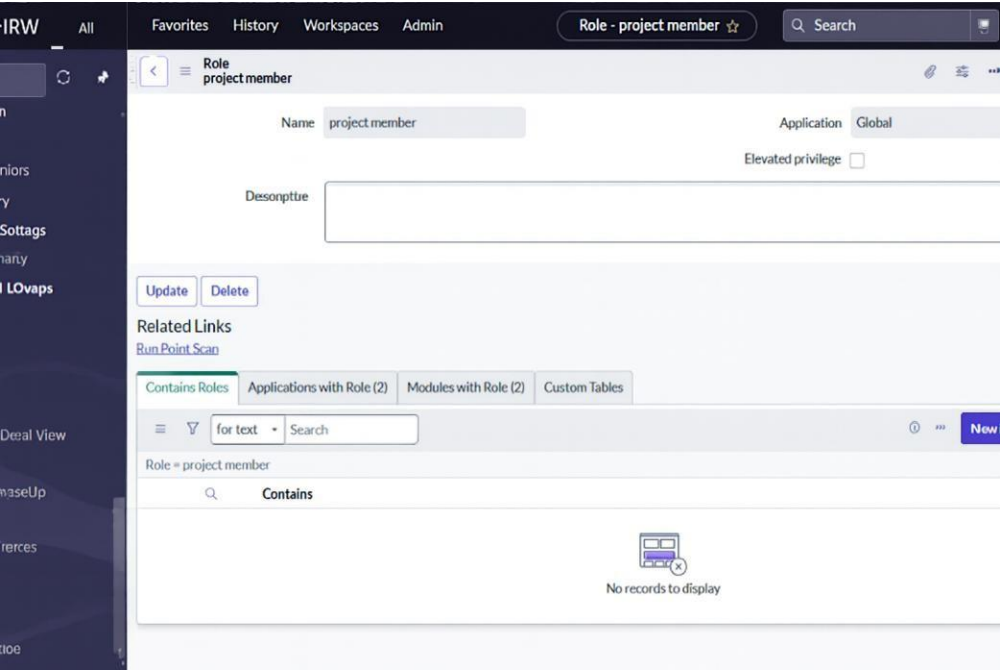 IRW All Favorites History Workspaces Admin Role - project member Search
Role
project member
n
niors
ry
Sottags
LOvaps
Deral View
maseUp
rerces
Name project member
Application Global
Elevated privilege
Desonptue
Update Delete
Related Links
Run Point Scan
Contains Roles Applications with Role (2) Modules with Role (2) Custom Tables
for text Search
New
Role = project member
Contains
No records to display